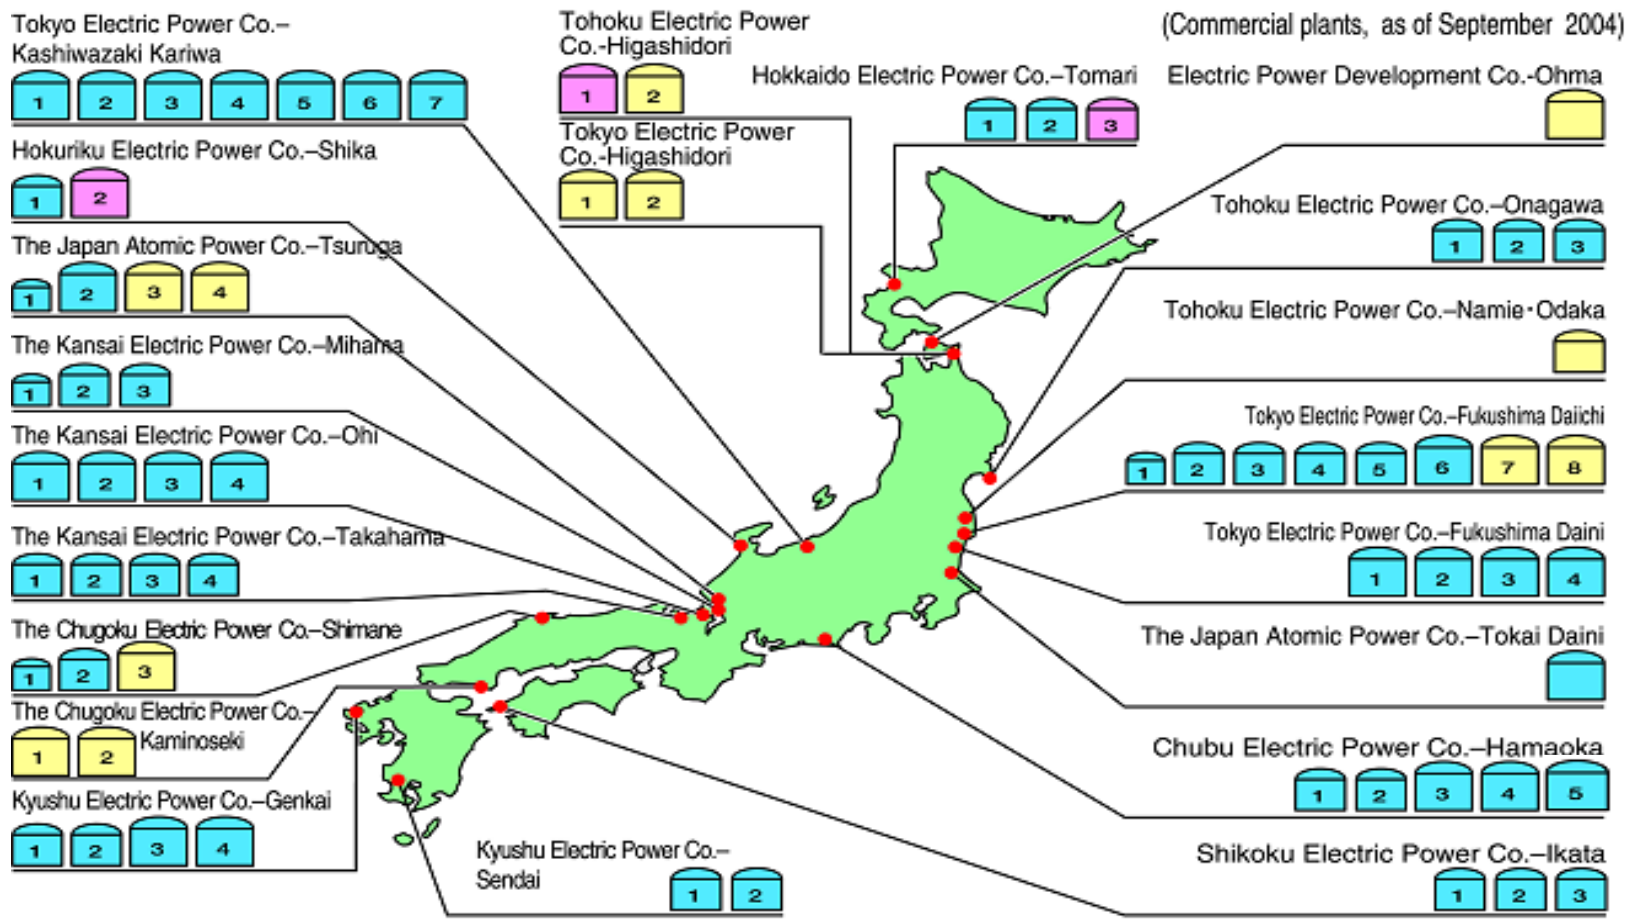 Tokyo Electric Power Co.–
Kashiwazaki Kariwa
1 2 3 4 5 6 7
Hokuriku Electric Power Co.–Shika
1 2
The Japan Atomic Power Co.–Tsuruga
1 2 3 4
The Kansai Electric Power Co.–Mihama
1 2 3
The Kansai Electric Power Co.–Ohi
1 2 3 4
The Kansai Electric Power Co.–Takahama
1 2 3 4
The Chugoku Electric Power Co.–Shimane
1 2 3
The Chugoku Electric Power Co.–
Kaminoseki
1 2
Kyushu Electric Power Co.–Genkai
1 2 3 4
Kyushu Electric Power Co.–
Sendai
1 2
Tohoku Electric Power
Co.-Higashidori
1 2
Tokyo Electric Power
Co.-Higashidori
1 2
Hokkaido Electric Power Co.–Tomari
1 2 3
(Commercial plants, as of September 2004)
Electric Power Development Co.-Ohma
Tohoku Electric Power Co.–Onagawa
1 2 3
Tohoku Electric Power Co.–Namie・Odaka
Tokyo Electric Power Co.–Fukushima Daiichi
1 2 3 4 5 6 7 8
Tokyo Electric Power Co.–Fukushima Daini
1 2 3 4
The Japan Atomic Power Co.–Tokai Daini
Chubu Electric Power Co.–Hamaoka
1 2 3 4 5
Shikoku Electric Power Co.–Ikata
1 2 3